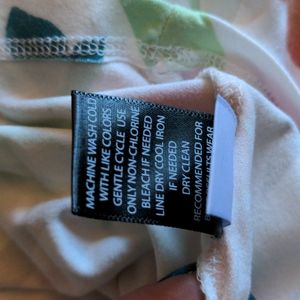 MACHINE WASH COLD
WITH LIKE COLORS
GENTLE CYCLE USE
ONLY NON-CHLORINE
BLEACH IF NEEDED
LINE DRY COOL IRON
IF NEEDED
DRY CLEAN
RECOMMENDED FOR
WEAR